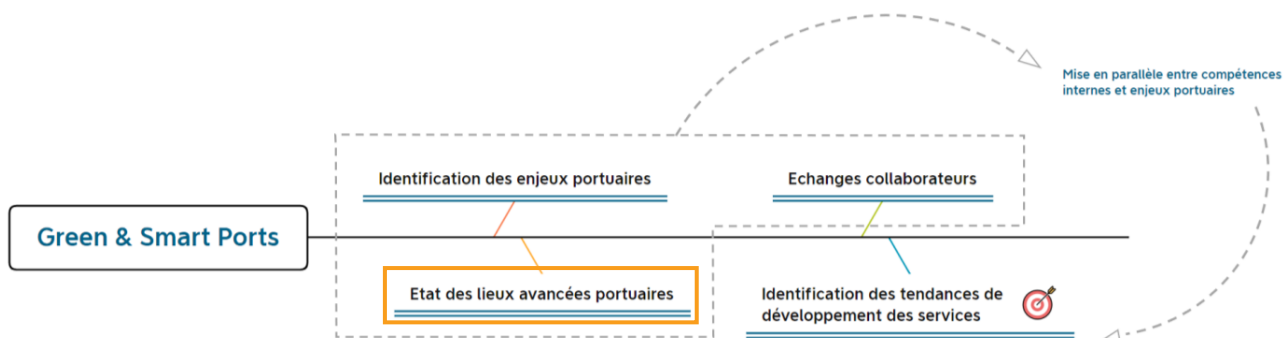 Mise en parallèle entre compétences
internes et enjeux portuaires
Identification des enjeux portuaires
Echanges collaborateurs
Green & Smart Ports
Etat des lieux avancées portuaires
Identification des tendances de
développement des services